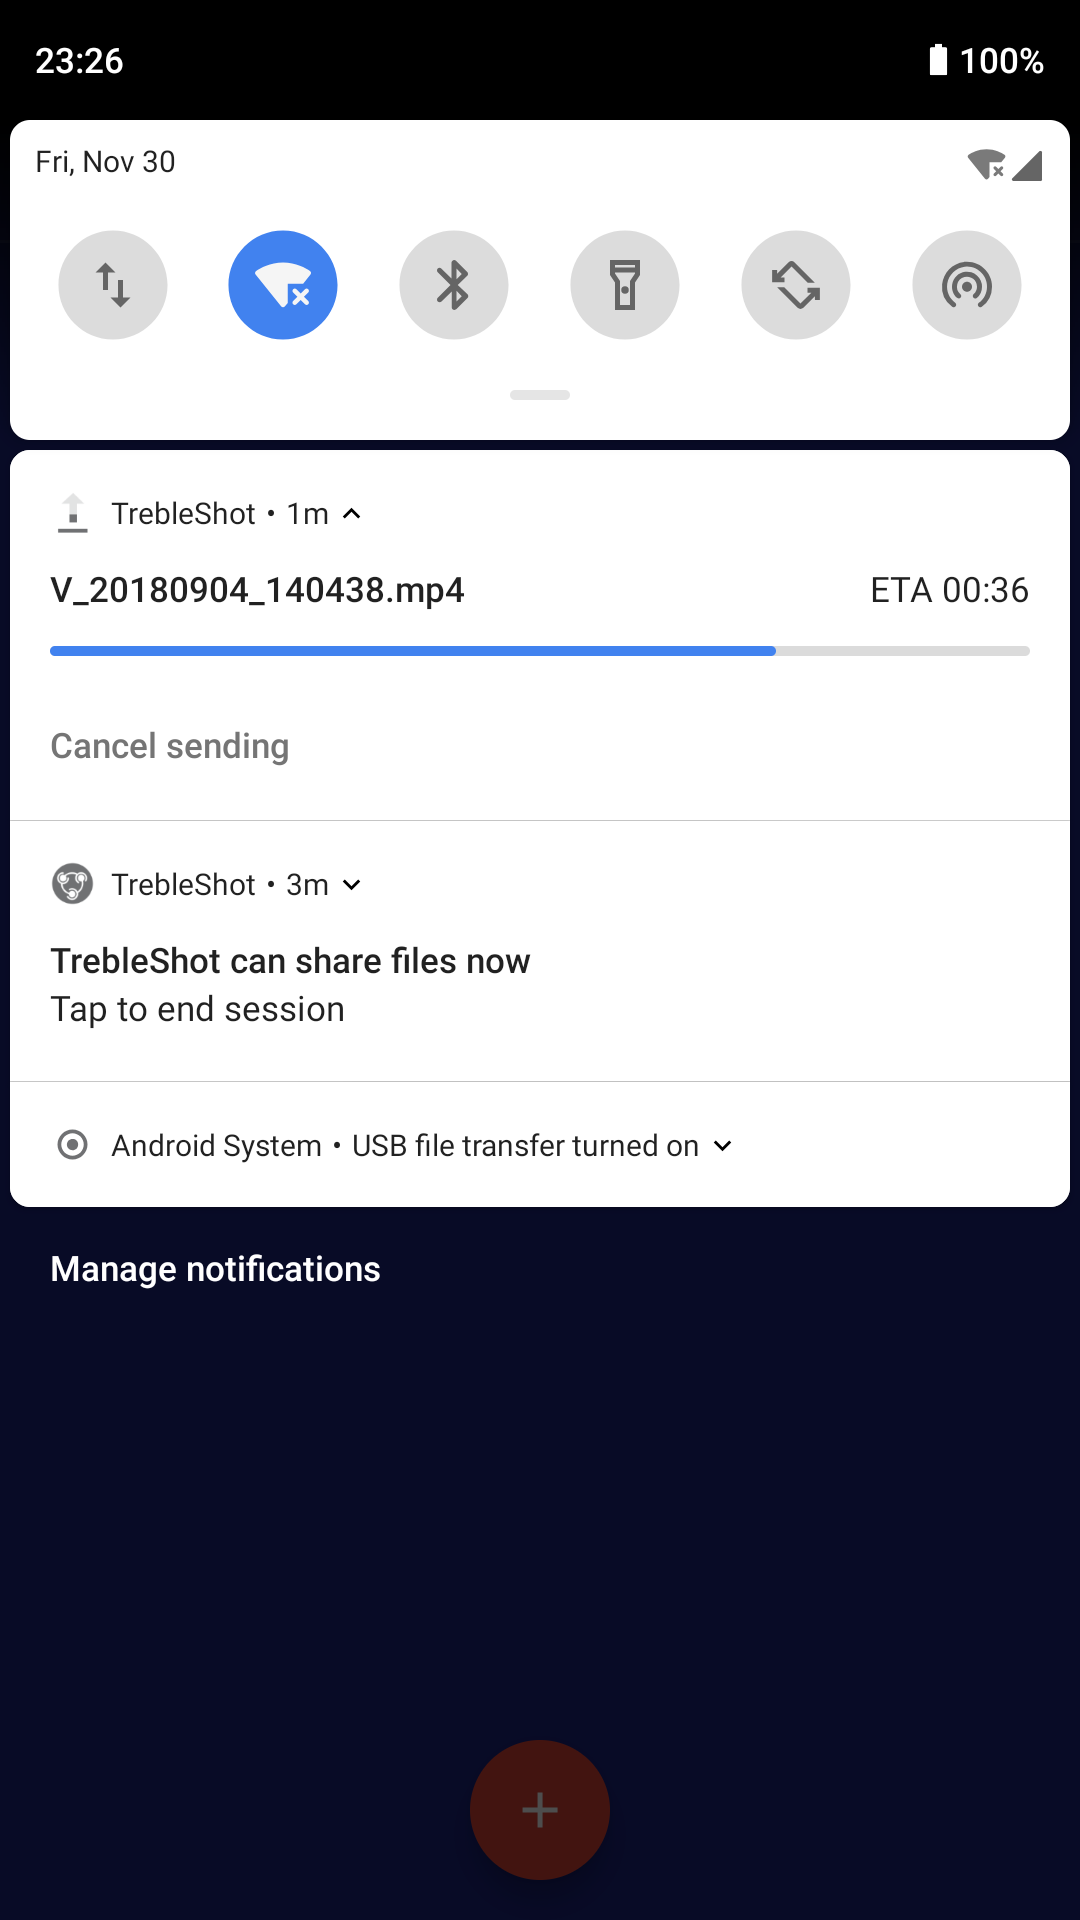 23:26 100%
Fri, Nov 30
TrebleShot • 1m
V_20180904_140438.mp4 ETA 00:36
Cancel sending
TrebleShot • 3m
TrebleShot can share files now
Tap to end session
Android System • USB file transfer turned on
Manage notifications